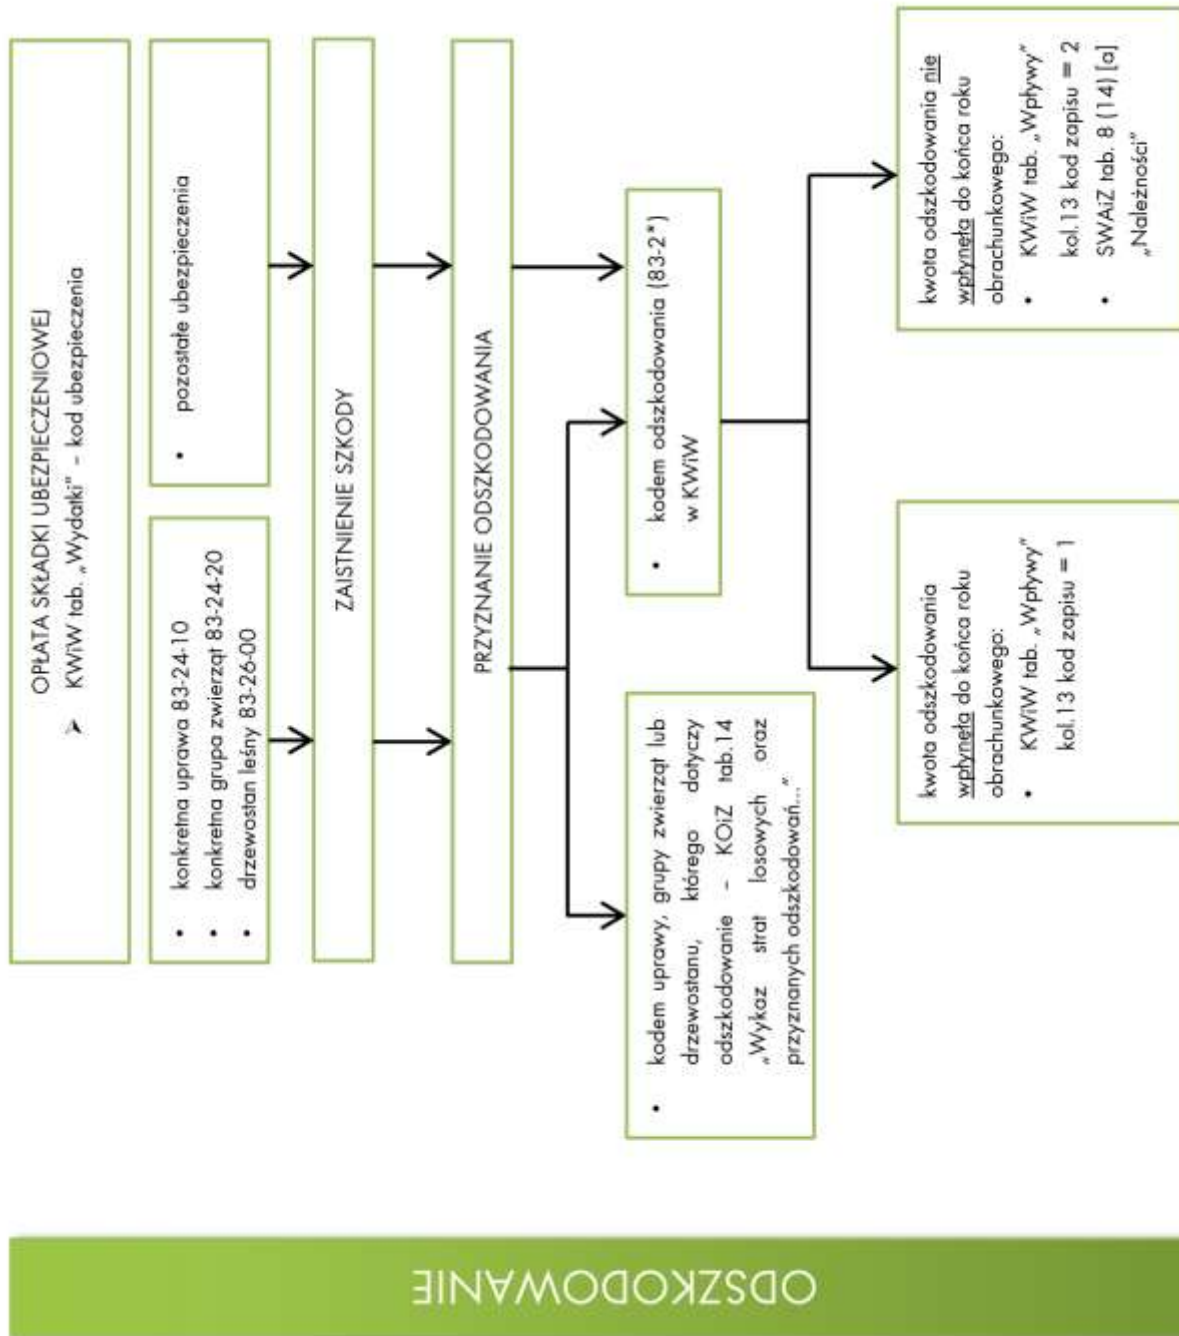 ODSZKODOWANIE
OPŁATA SKŁADKI UBEZPIECZENIOWEJ
➤ KWiW tab. „Wydatki” – kod ubezpieczenia
• konkretna uprawa 83-24-10
• konkretna grupa zwierząt 83-24-20
• drzewostan leśny 83-26-00
• pozostałe ubezpieczenia
ZAISTNIENIE SZKODY
PRZYZNANIE ODSZKODOWANIA
• kodem uprawy, grupy zwierząt lub
drzewostanu, którego dotyczy
odszkodowanie – KOiZ tab.14
„Wykaz strat losowych oraz
przyznanych odszkodowań...”
• kodem odszkodowania (83-2*)
w KWiW
kwota odszkodowania
wpłynęła do końca roku
obrachunkowego:
• KWiW tab. „Wpływy”
kol.13 kod zapisu = 1
kwota odszkodowania nie
wpłynęła do końca roku
obrachunkowego:
• KWiW tab. „Wpływy”
kol.13 kod zapisu = 2
• SWAiZ tab. 8 (14) [a]
„Należności”